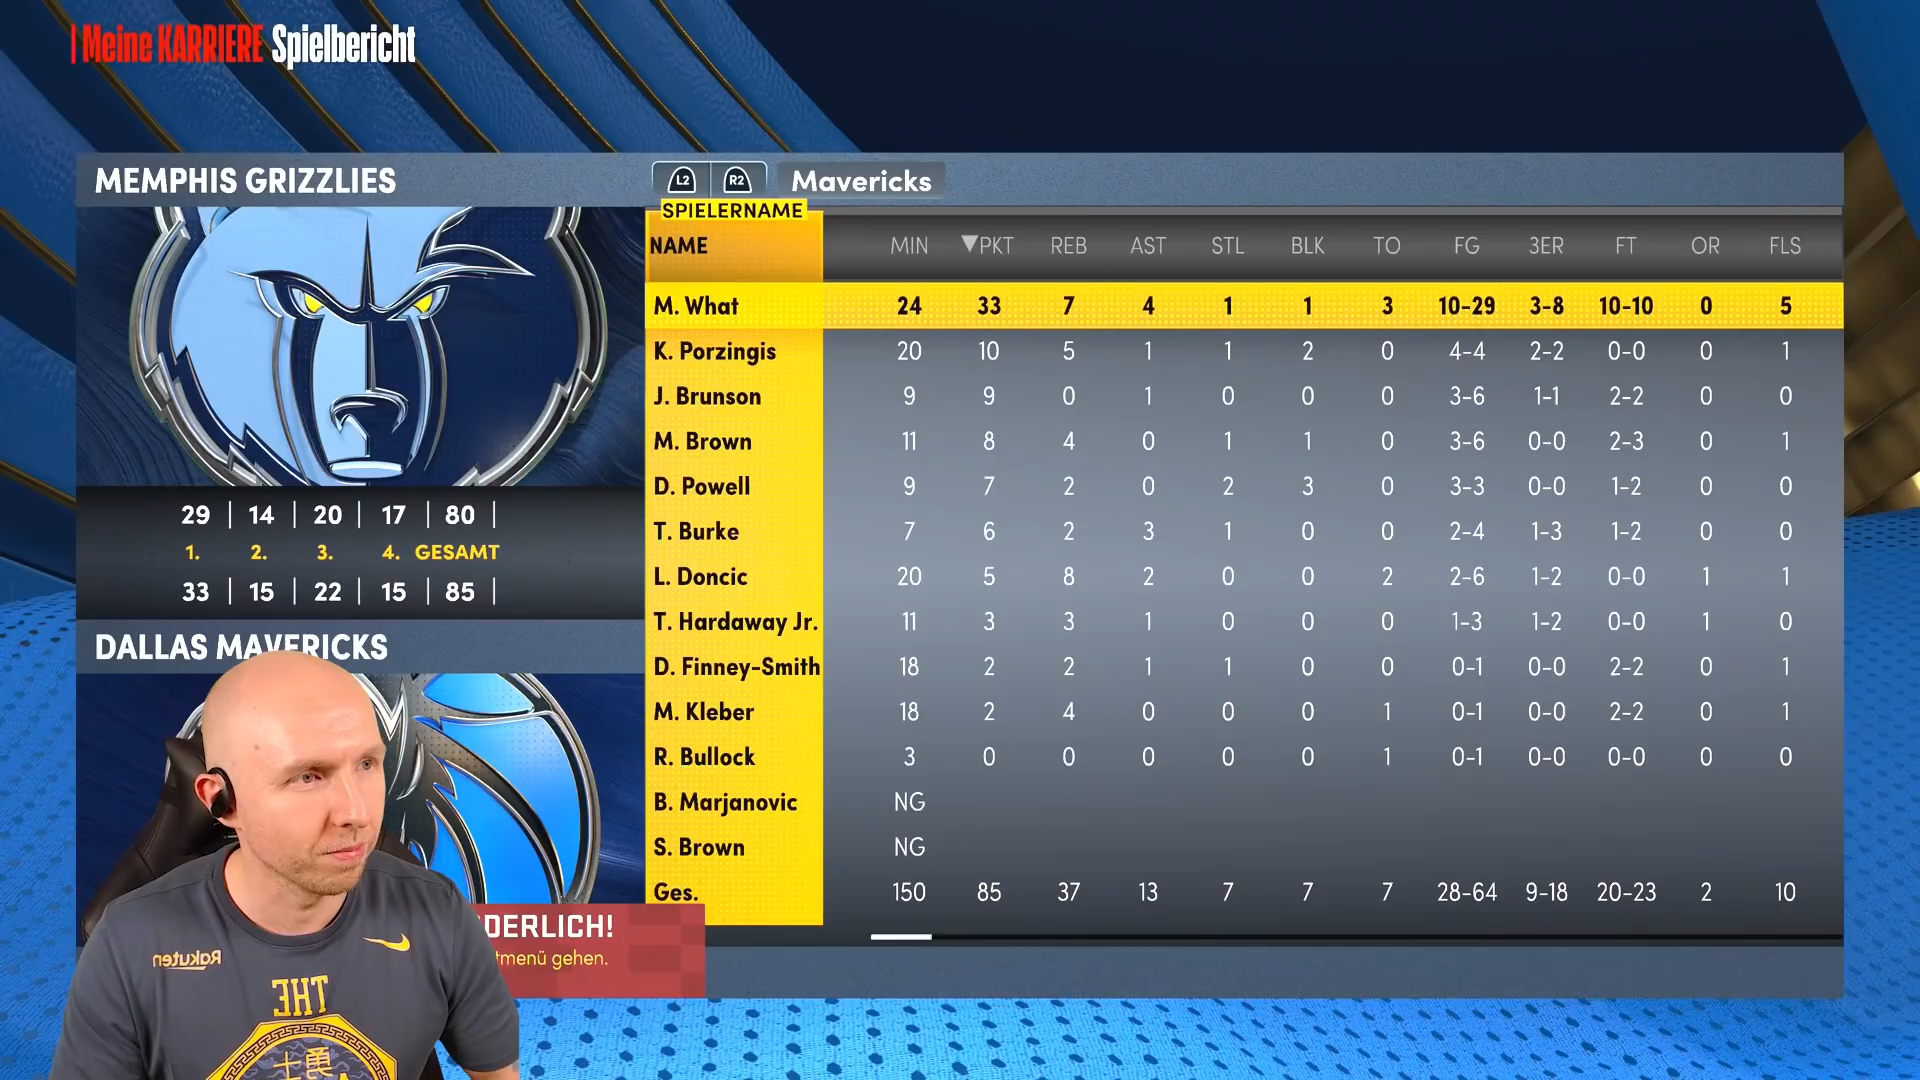 Meine KARRIERE Spielbericht
MEMPHIS GRIZZLIES
29 | 14 | 20 | 17 | 80 |
1. 2. 3. 4. GESAMT
33 | 15 | 22 | 15 | 85 |
DALLAS MAVERICKS
L2 R2 Mavericks
SPIELERNAME
NAME MIN ▼PKT REB AST STL BLK TO FG 3ER FT OR FLS
M. What 24 33 7 4 1 1 3 10-29 3-8 10-10 0 5
K. Porzingis 20 10 5 1 1 2 0 4-4 2-2 0-0 0 1
J. Brunson 9 9 0 1 0 0 0 3-6 1-1 2-2 0 0
M. Brown 11 8 4 0 1 1 0 3-6 0-0 2-3 0 1
D. Powell 9 7 2 0 2 3 0 3-3 0-0 1-2 0 0
T. Burke 7 6 2 3 1 0 0 2-4 1-3 1-2 0 0
L. Doncic 20 5 8 2 0 0 2 2-6 1-2 0-0 1 1
T. Hardaway Jr. 11 3 3 1 0 0 0 1-3 1-2 0-0 1 0
D. Finney-Smith 18 2 2 1 1 0 0 0-1 0-0 2-2 0 1
M. Kleber 18 2 4 0 0 0 1 0-1 0-0 2-2 0 1
R. Bullock 3 0 0 0 0 0 1 0-1 0-0 0-0 0 0
B. Marjanovic NG
S. Brown NG
Ges. 150 85 37 13 7 7 7 28-64 9-18 20-23 2 10
DERLICH!
tmenü gehen.
Rakuten
THE